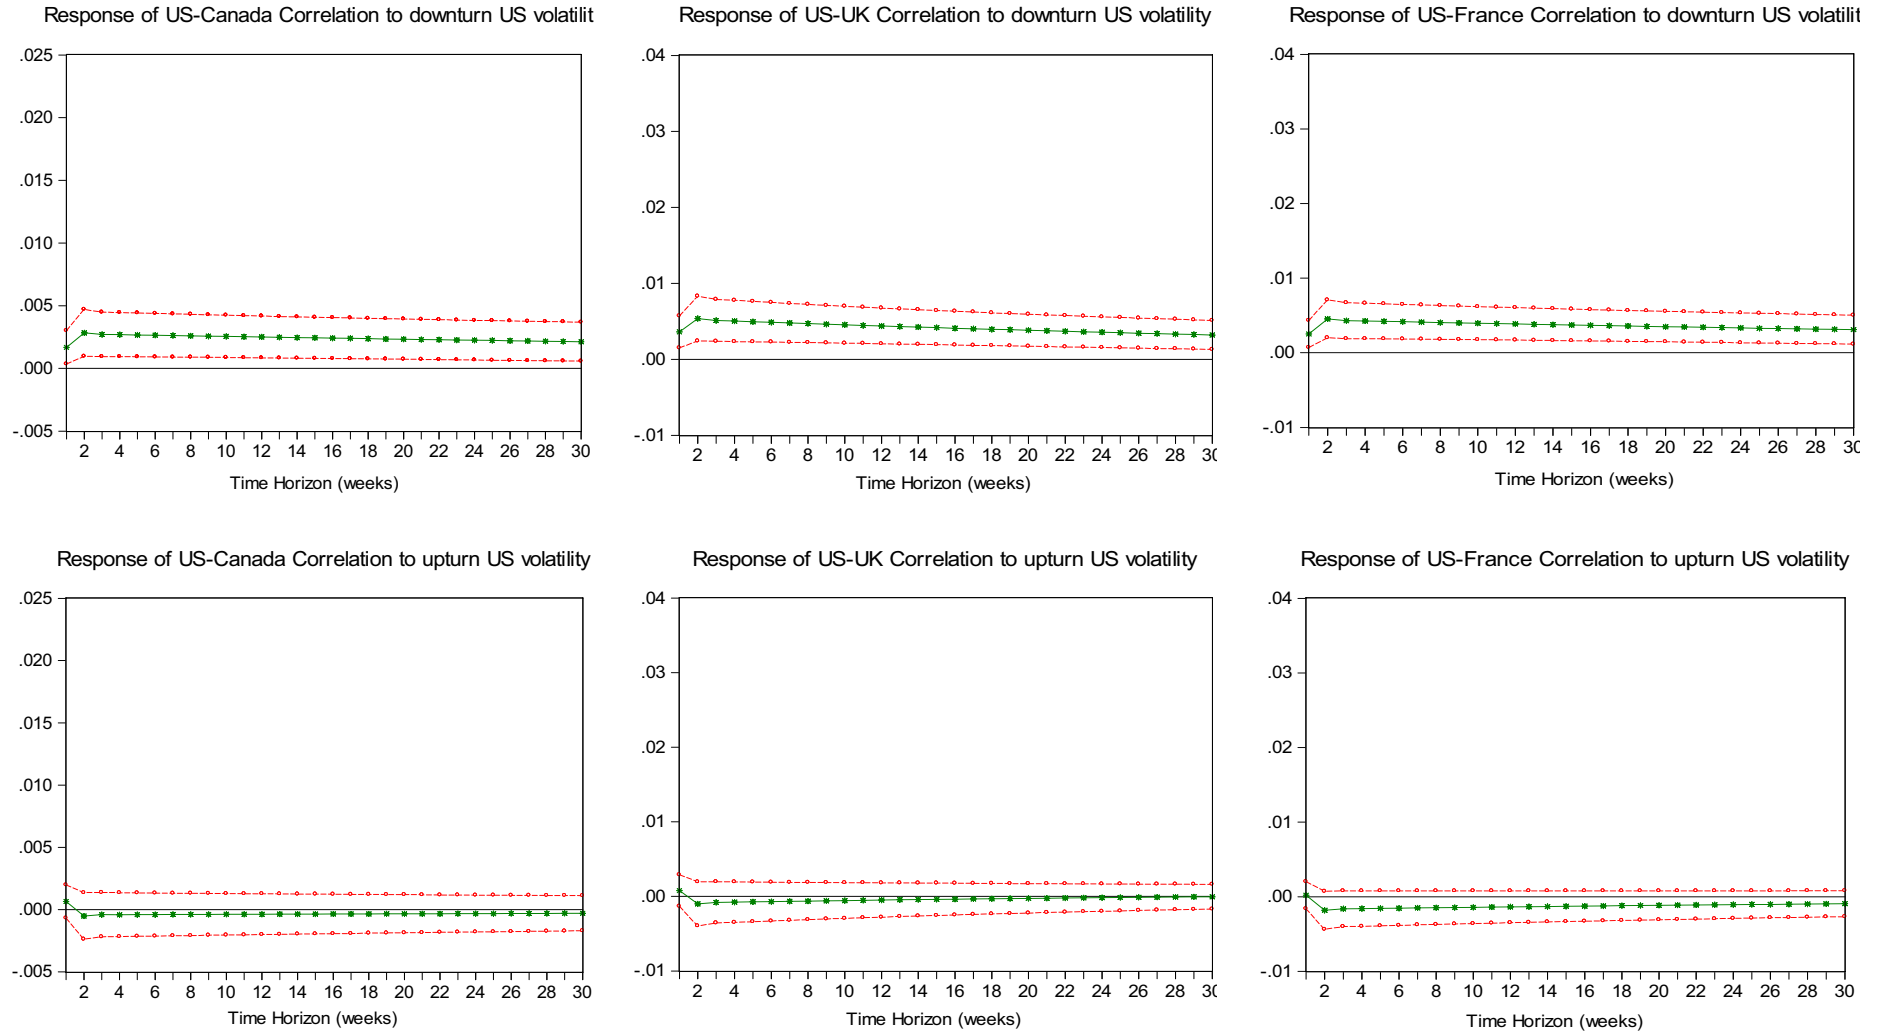 Response of US-Canada Correlation to downturn US volatilit
.025
.020
.015
.010
.005
.000
-.005
2 4 6 8 10 12 14 16 18 20 22 24 26 28 30
Time Horizon (weeks)
Response of US-UK Correlation to downturn US volatility
.04
.03
.02
.01
.00
-.01
2 4 6 8 10 12 14 16 18 20 22 24 26 28 30
Time Horizon (weeks)
Response of US-France Correlation to downturn US volatilit
.04
.03
.02
.01
.00
-.01
2 4 6 8 10 12 14 16 18 20 22 24 26 28 30
Time Horizon (weeks)
Response of US-Canada Correlation to upturn US volatility
.025
.020
.015
.010
.005
.000
-.005
2 4 6 8 10 12 14 16 18 20 22 24 26 28 30
Time Horizon (weeks)
Response of US-UK Correlation to upturn US volatility
.04
.03
.02
.01
.00
-.01
2 4 6 8 10 12 14 16 18 20 22 24 26 28 30
Time Horizon (weeks)
Response of US-France Correlation to upturn US volatility
.04
.03
.02
.01
.00
-.01
2 4 6 8 10 12 14 16 18 20 22 24 26 28 30
Time Horizon (weeks)